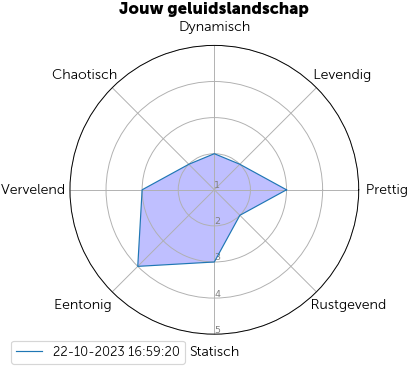 Jouw geluidslandschap
Dynamisch
Chaotisch
Levendig
Vervelend
1
Prettig
2
3
4
Eentonig
Rustgevend
5
22-10-2023 16:59:20
Statisch